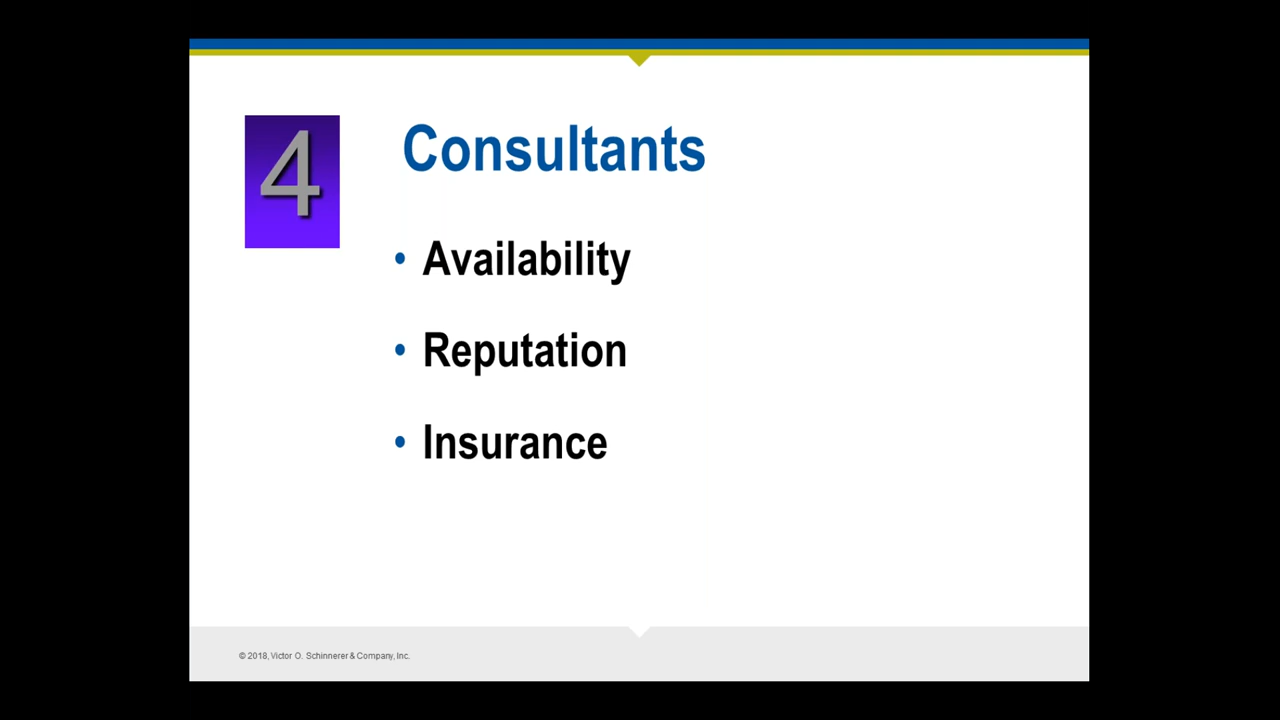 4
Consultants
• Availability
• Reputation
• Insurance
© 2018, Victor O. Schinnerer & Company, Inc.